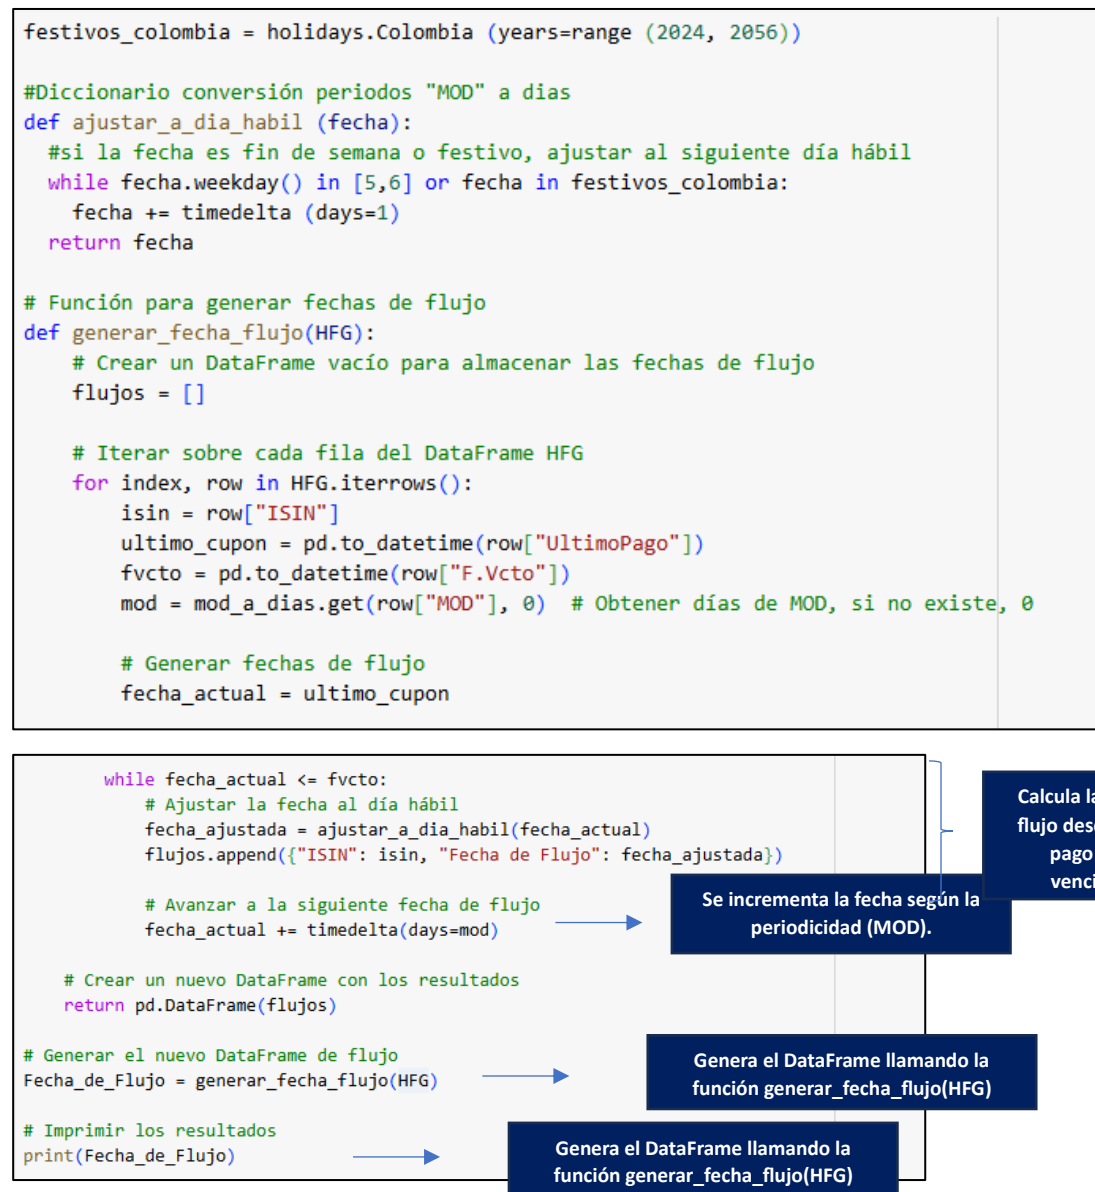 festivos_colombia = holidays.Colombia (years=range (2024, 2056))
#Diccionario conversión periodos "MOD" a dias
def ajustar_a_dia_habil (fecha):
  #si la fecha es fin de semana o festivo, ajustar al siguiente día hábil
  while fecha.weekday() in [5,6] or fecha in festivos_colombia:
    fecha += timedelta (days=1)
  return fecha
# Función para generar fechas de flujo
def generar_fecha_flujo(HFG):
    # Crear un DataFrame vacío para almacenar las fechas de flujo
    flujos = []
    # Iterar sobre cada fila del DataFrame HFG
    for index, row in HFG.iterrows():
        isin = row["ISIN"]
        ultimo_cupon = pd.to_datetime(row["UltimoPago"])
        fvcto = pd.to_datetime(row["F.Vcto"])
        mod = mod_a_dias.get(row["MOD"], 0)  # Obtener días de MOD, si no existe, 0
        # Generar fechas de flujo
        fecha_actual = ultimo_cupon
        while fecha_actual <= fvcto:
            # Ajustar la fecha al día hábil
            fecha_ajustada = ajustar_a_dia_habil(fecha_actual)
            flujos.append({"ISIN": isin, "Fecha de Flujo": fecha_ajustada})
Calcula la
flujo des
pago
venci
            # Avanzar a la siguiente fecha de flujo
            fecha_actual += timedelta(days=mod)
Se incrementa la fecha según la
periodicidad (MOD).
    # Crear un nuevo DataFrame con los resultados
    return pd.DataFrame(flujos)
# Generar el nuevo DataFrame de flujo
Fecha_de_Flujo = generar_fecha_flujo(HFG)
Genera el DataFrame llamando la
función generar_fecha_flujo(HFG)
# Imprimir los resultados
print(Fecha_de_Flujo)
Genera el DataFrame llamando la
función generar_fecha_flujo(HFG)